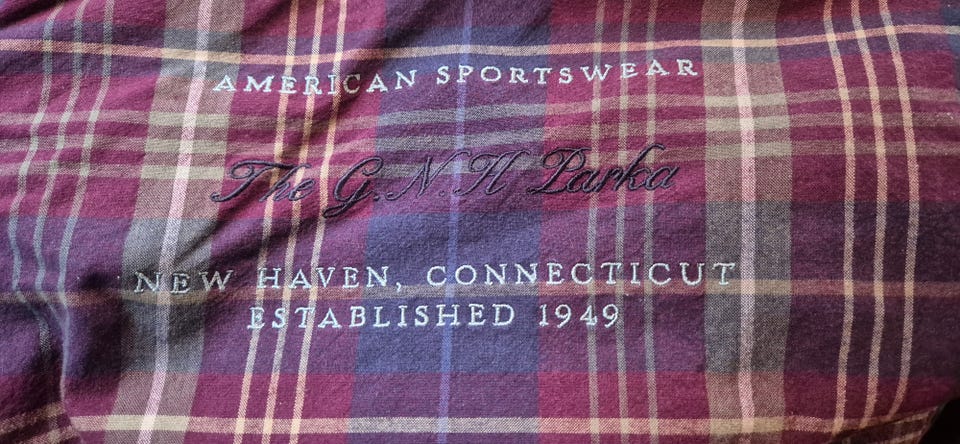 AMERICAN SPORTSWEAR
The G.N.H Parka
NEW HAVEN, CONNECTICUT
ESTABLISHED 1949